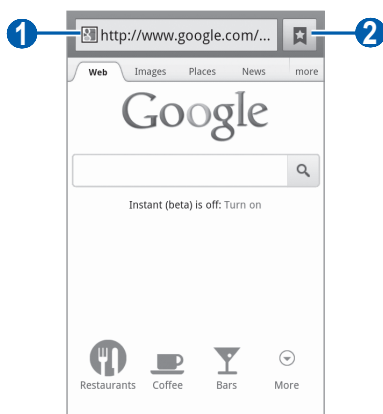 1 http://www.google.com/... 2
Web Images Places News more
Google
Instant (beta) is off: Turn on
Restaurants Coffee Bars More